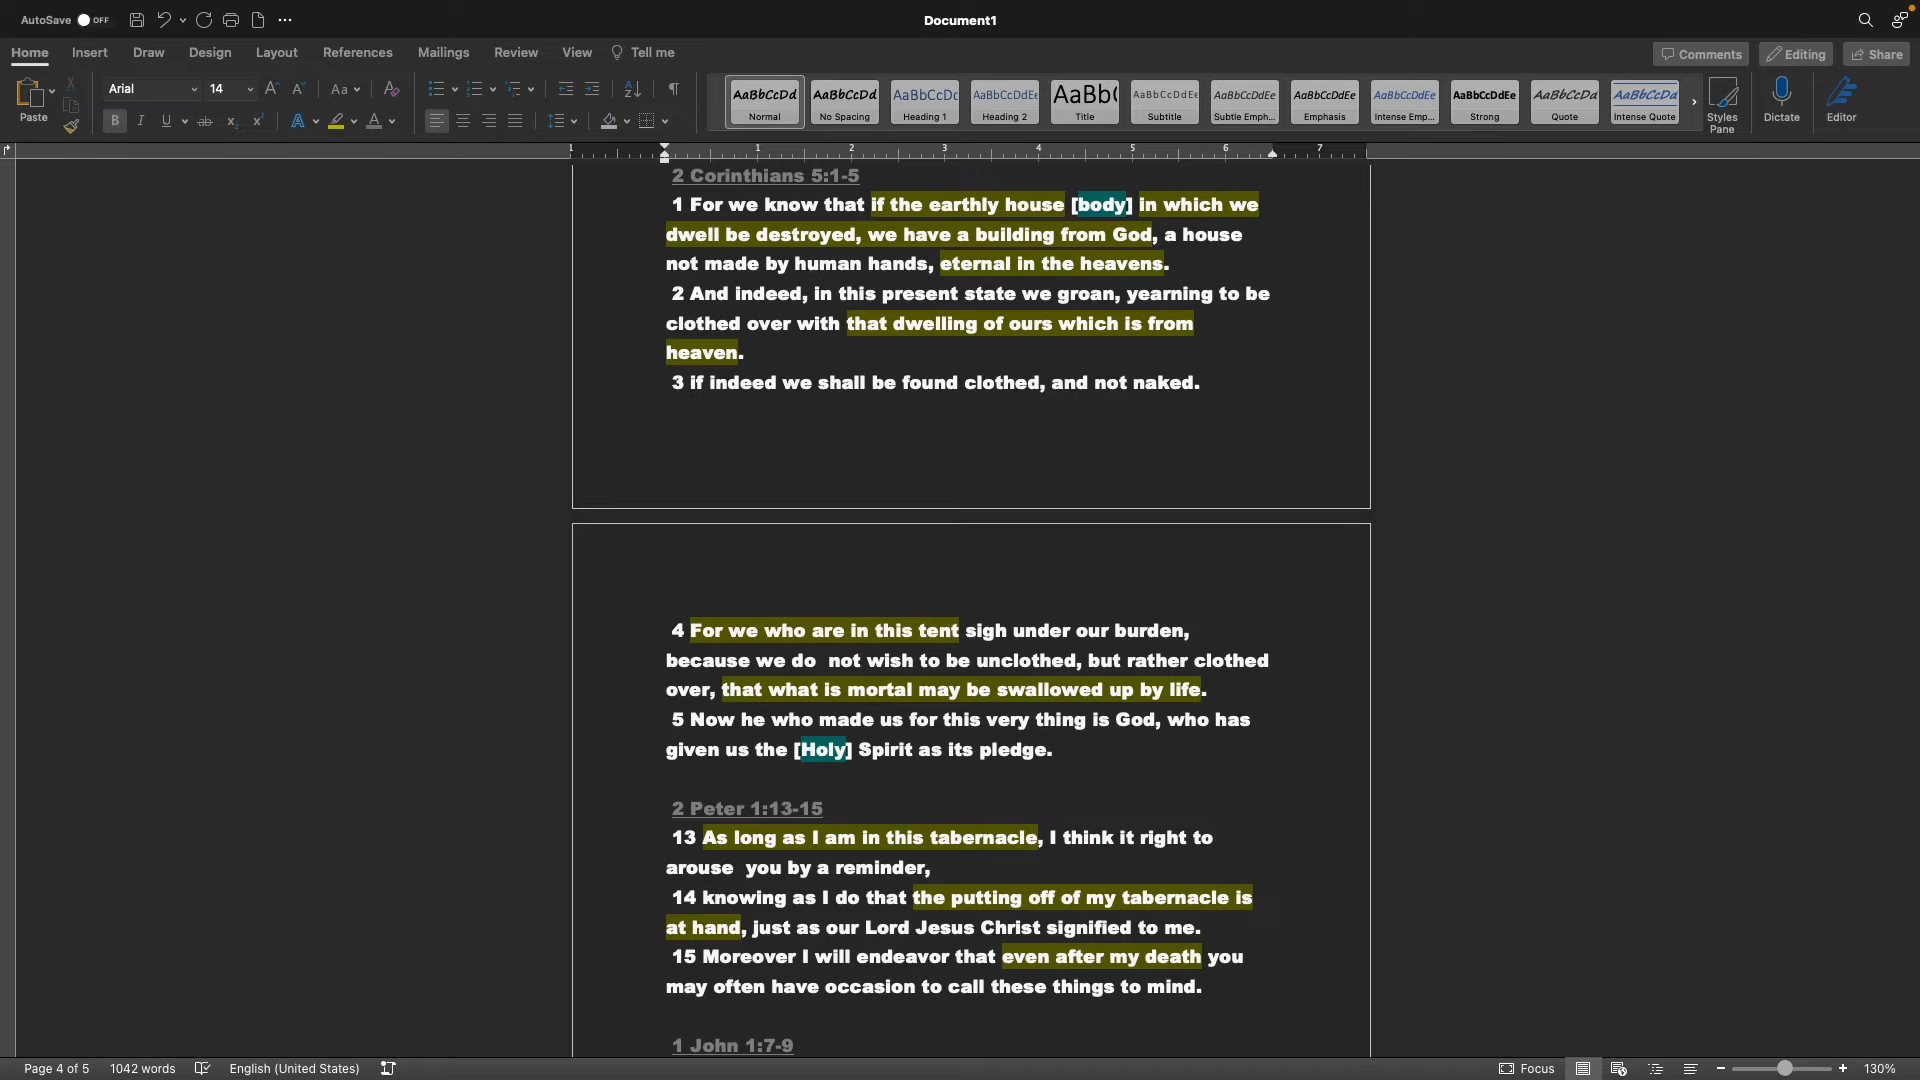 AutoSave OFF
Document1
Home Insert Draw Design Layout References Mailings Review View Tell me
Comments Editing Share
Paste
Arial 14
Aa
AaBbCcDd AaBbCcDd AaBbCcDc AaBbCcDdEe AaBb( AaBbCcDdEe AaBbCcDdEe AaBbCcDdEe AaBbCcDdEe AaBbCcDdEe AaBbCcDd AaBbCcDd
Normal No Spacing Heading 1 Heading 2 Title Subtitle Subtle Emph... Emphasis Intense Emp... Strong Quote Intense Quote
Styles Pane
Dictate
Editor
1 1 2 3 4 5 6 7
2 Corinthians 5:1-5
1 For we know that if the earthly house [body] in which we
dwell be destroyed, we have a building from God, a house
not made by human hands, eternal in the heavens.
2 And indeed, in this present state we groan, yearning to be
clothed over with that dwelling of ours which is from
heaven.
3 if indeed we shall be found clothed, and not naked.
4 For we who are in this tent sigh under our burden,
because we do  not wish to be unclothed, but rather clothed
over, that what is mortal may be swallowed up by life.
5 Now he who made us for this very thing is God, who has
given us the [Holy] Spirit as its pledge.
2 Peter 1:13-15
13 As long as I am in this tabernacle, I think it right to
arouse  you by a reminder,
14 knowing as I do that the putting off of my tabernacle is
at hand, just as our Lord Jesus Christ signified to me.
15 Moreover I will endeavor that even after my death you
may often have occasion to call these things to mind.
1 John 1:7-9
Page 4 of 5 1042 words English (United States) Focus 130%